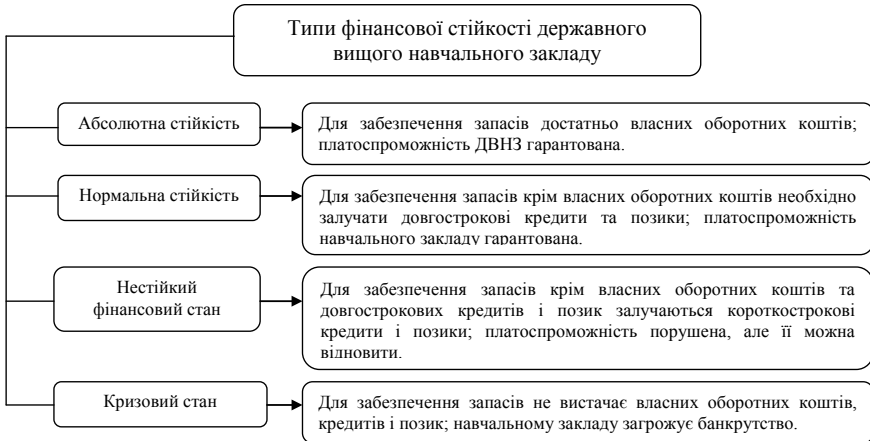 Типи фінансової стійкості державного
вищого навчального закладу
Абсолютна стійкість
Для забезпечення запасів достатньо власних оборотних коштів;
платоспроможність ДВНЗ гарантована.
Нормальна стійкість
Для забезпечення запасів крім власних оборотних коштів необхідно
залучати довгострокові кредити та позики; платоспроможність
навчального закладу гарантована.
Нестійкий
фінансовий стан
Для забезпечення запасів крім власних оборотних коштів та
довгострокових кредитів і позик залучаються короткострокові
кредити і позики; платоспроможність порушена, але її можна
відновити.
Кризовий стан
Для забезпечення запасів не вистачає власних оборотних коштів,
кредитів і позик; навчальному закладу загрожує банкрутство.